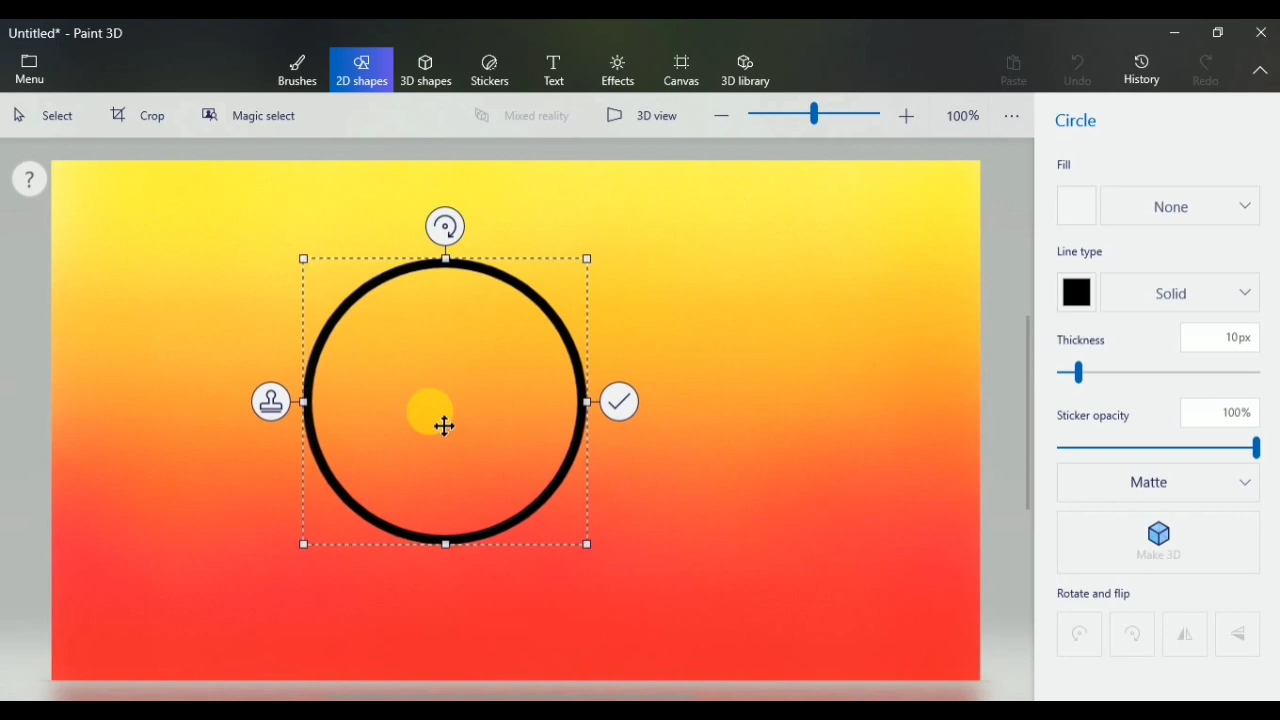 Untitled* - Paint 3D
Menu
Brushes
2D shapes
3D shapes
Stickers
Text
Effects
Canvas
3D library
Paste
Undo
History
Redo
Select
Crop
Magic select
Mixed reality
3D view
100%
?
Circle
Fill
None
Line type
Solid
Thickness
10px
Sticker opacity
100%
Matte
Make 3D
Rotate and flip